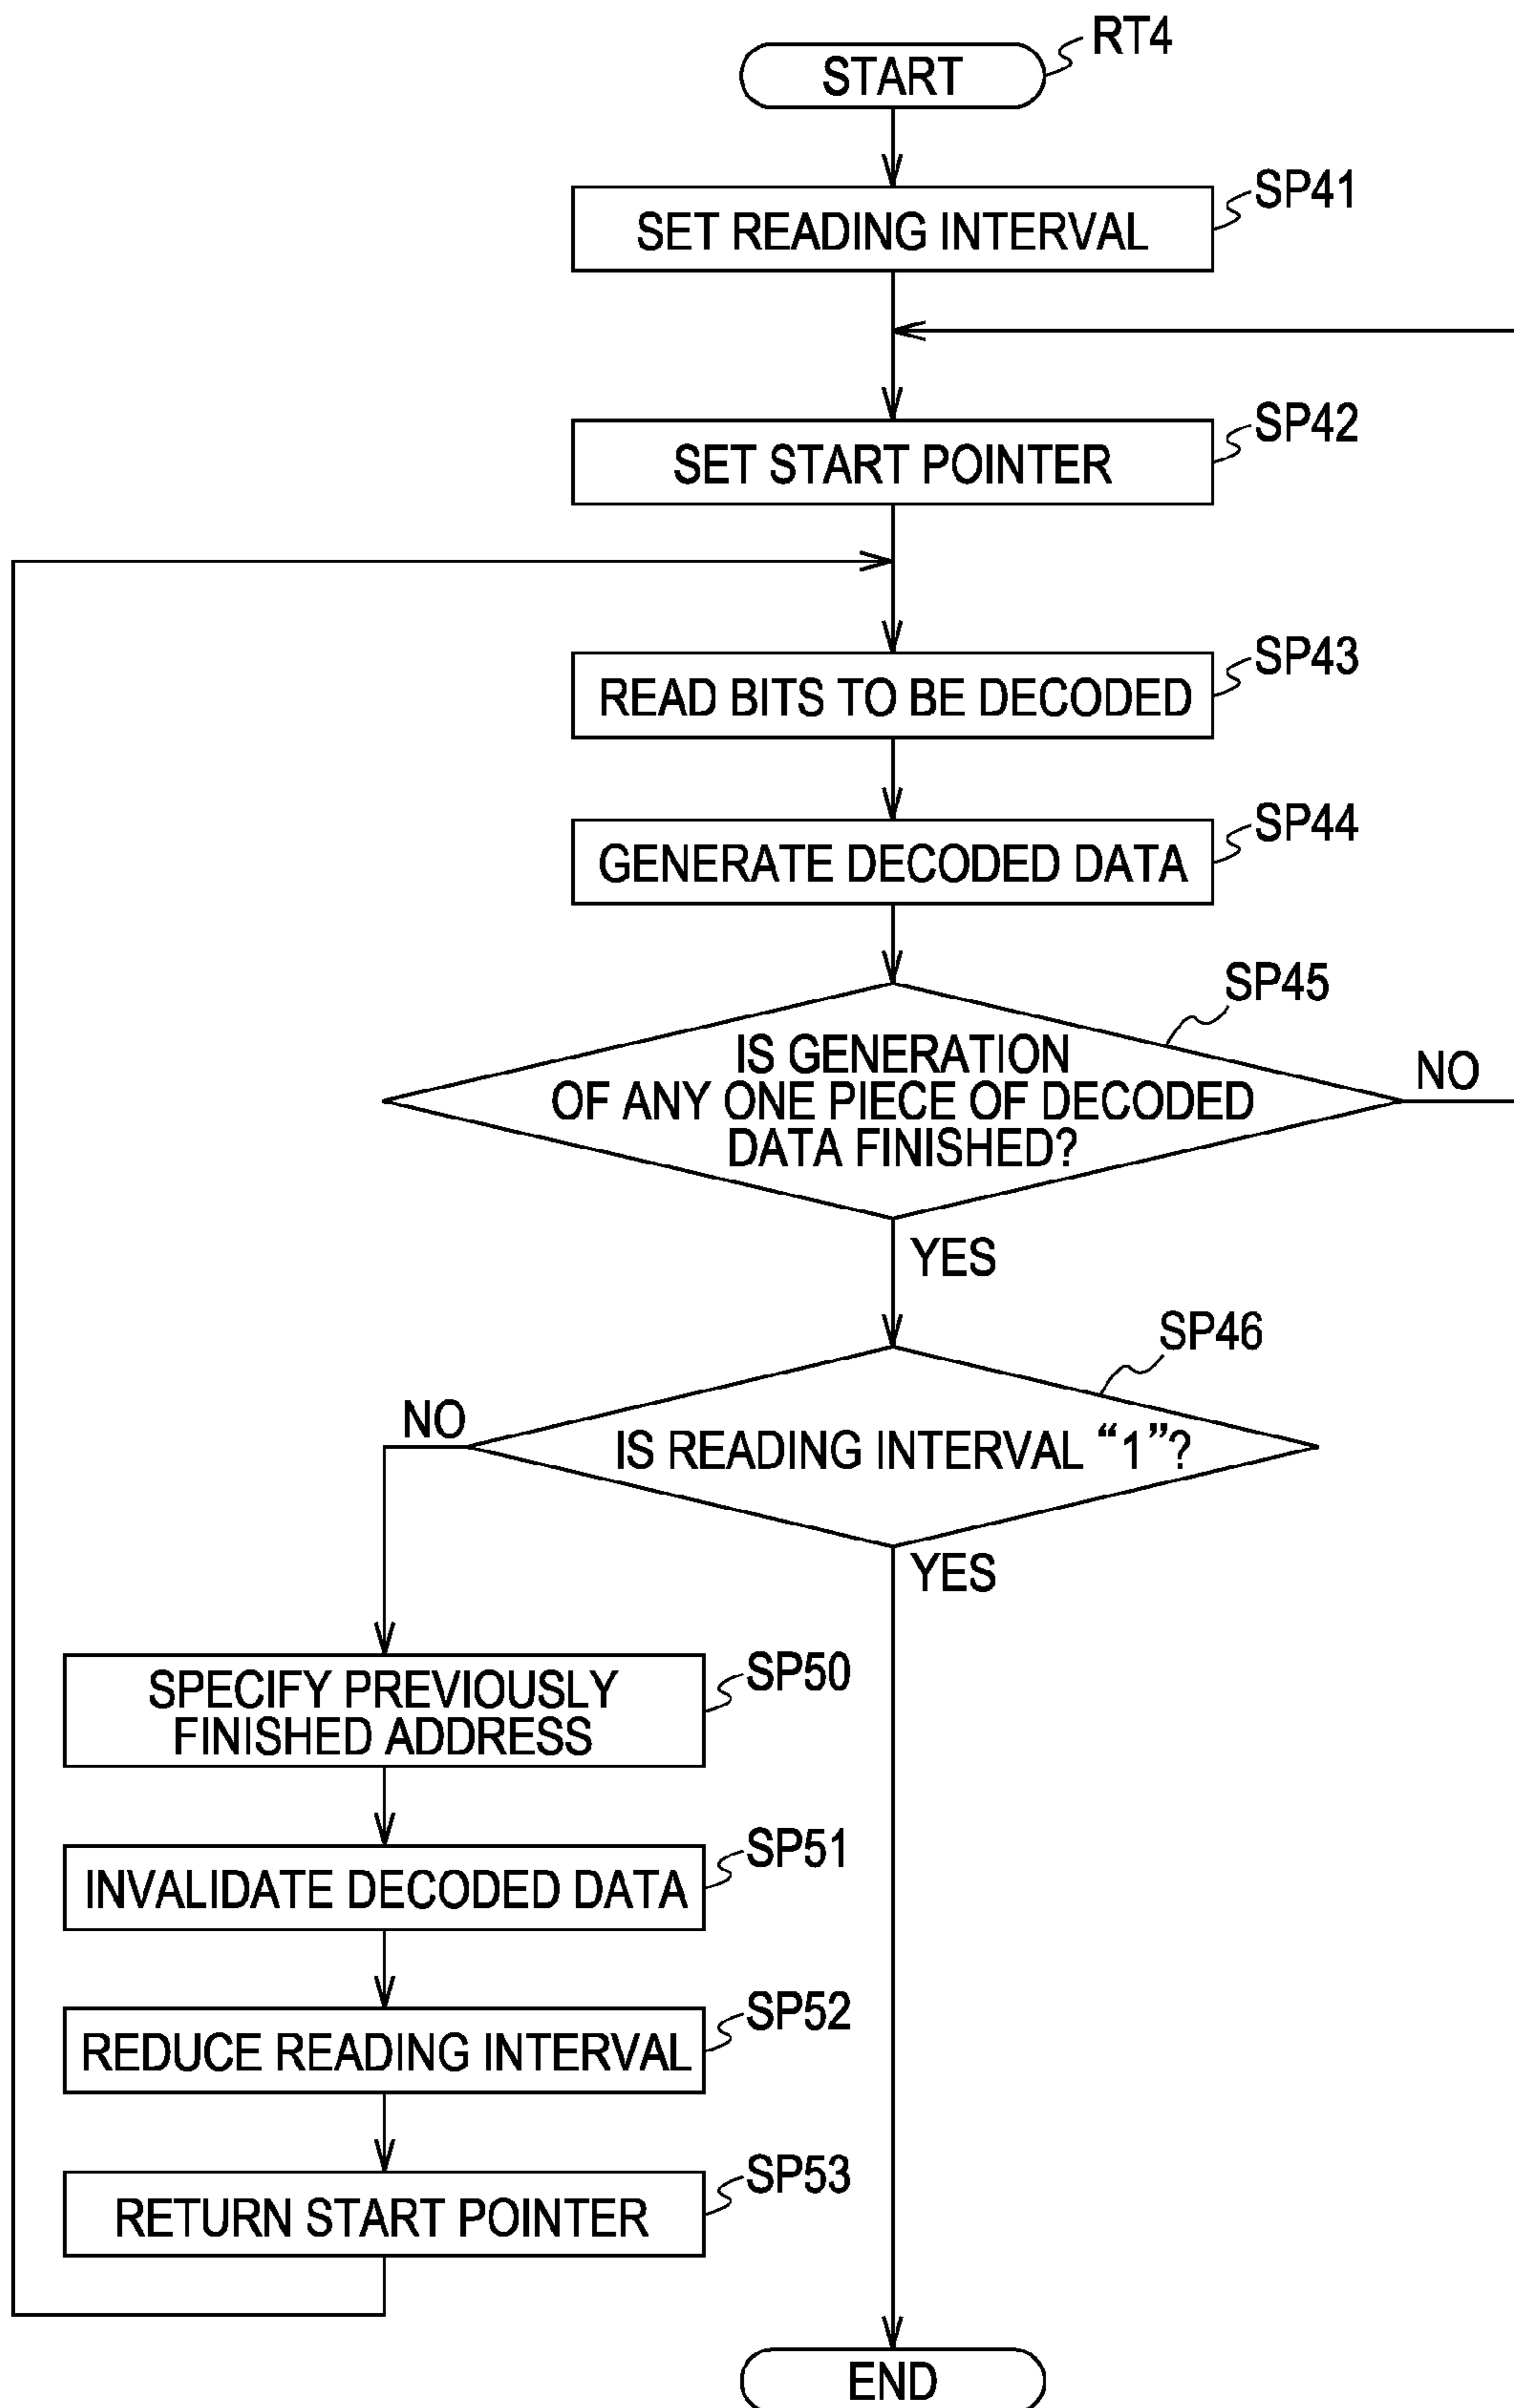 RT4
START
SP41
SET READING INTERVAL
SP42
SET START POINTER
SP43
READ BITS TO BE DECODED
SP44
GENERATE DECODED DATA
SP45
IS GENERATION
OF ANY ONE PIECE OF DECODED
DATA FINISHED?
NO
YES
SP46
NO
IS READING INTERVAL “1”?
YES
SP50
SPECIFY PREVIOUSLY
FINISHED ADDRESS
SP51
INVALIDATE DECODED DATA
SP52
REDUCE READING INTERVAL
SP53
RETURN START POINTER
END